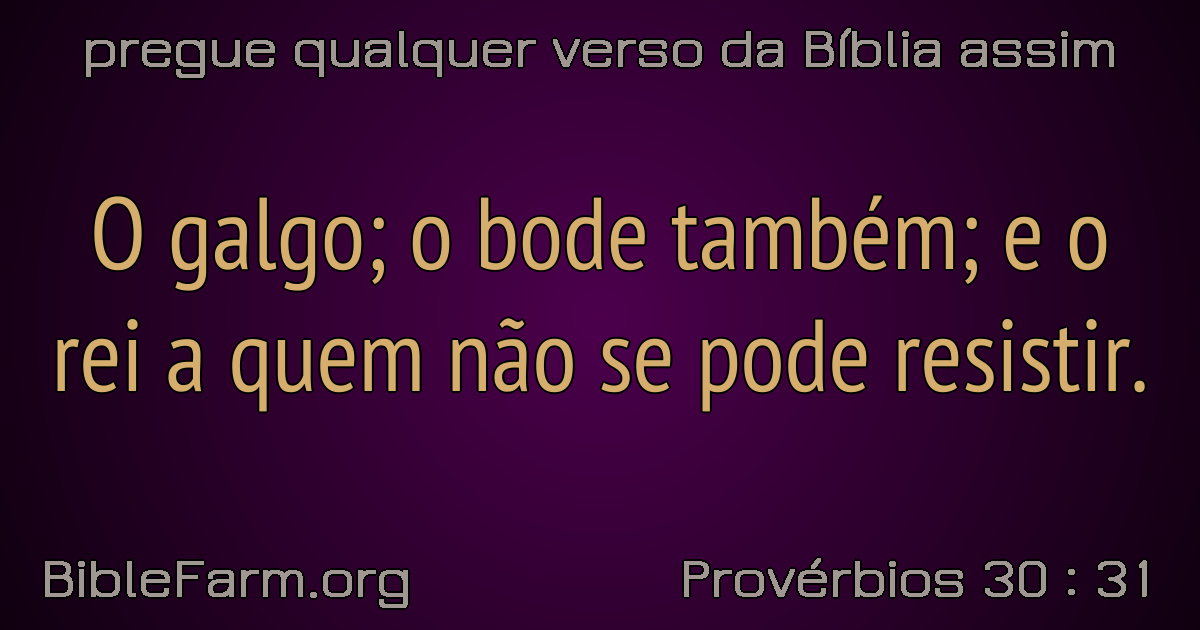 pregue qualquer verso da Bíblia assim
O galgo; o bode também; e o
rei a quem não se pode resistir.
BibleFarm.org
Provérbios 30 : 31